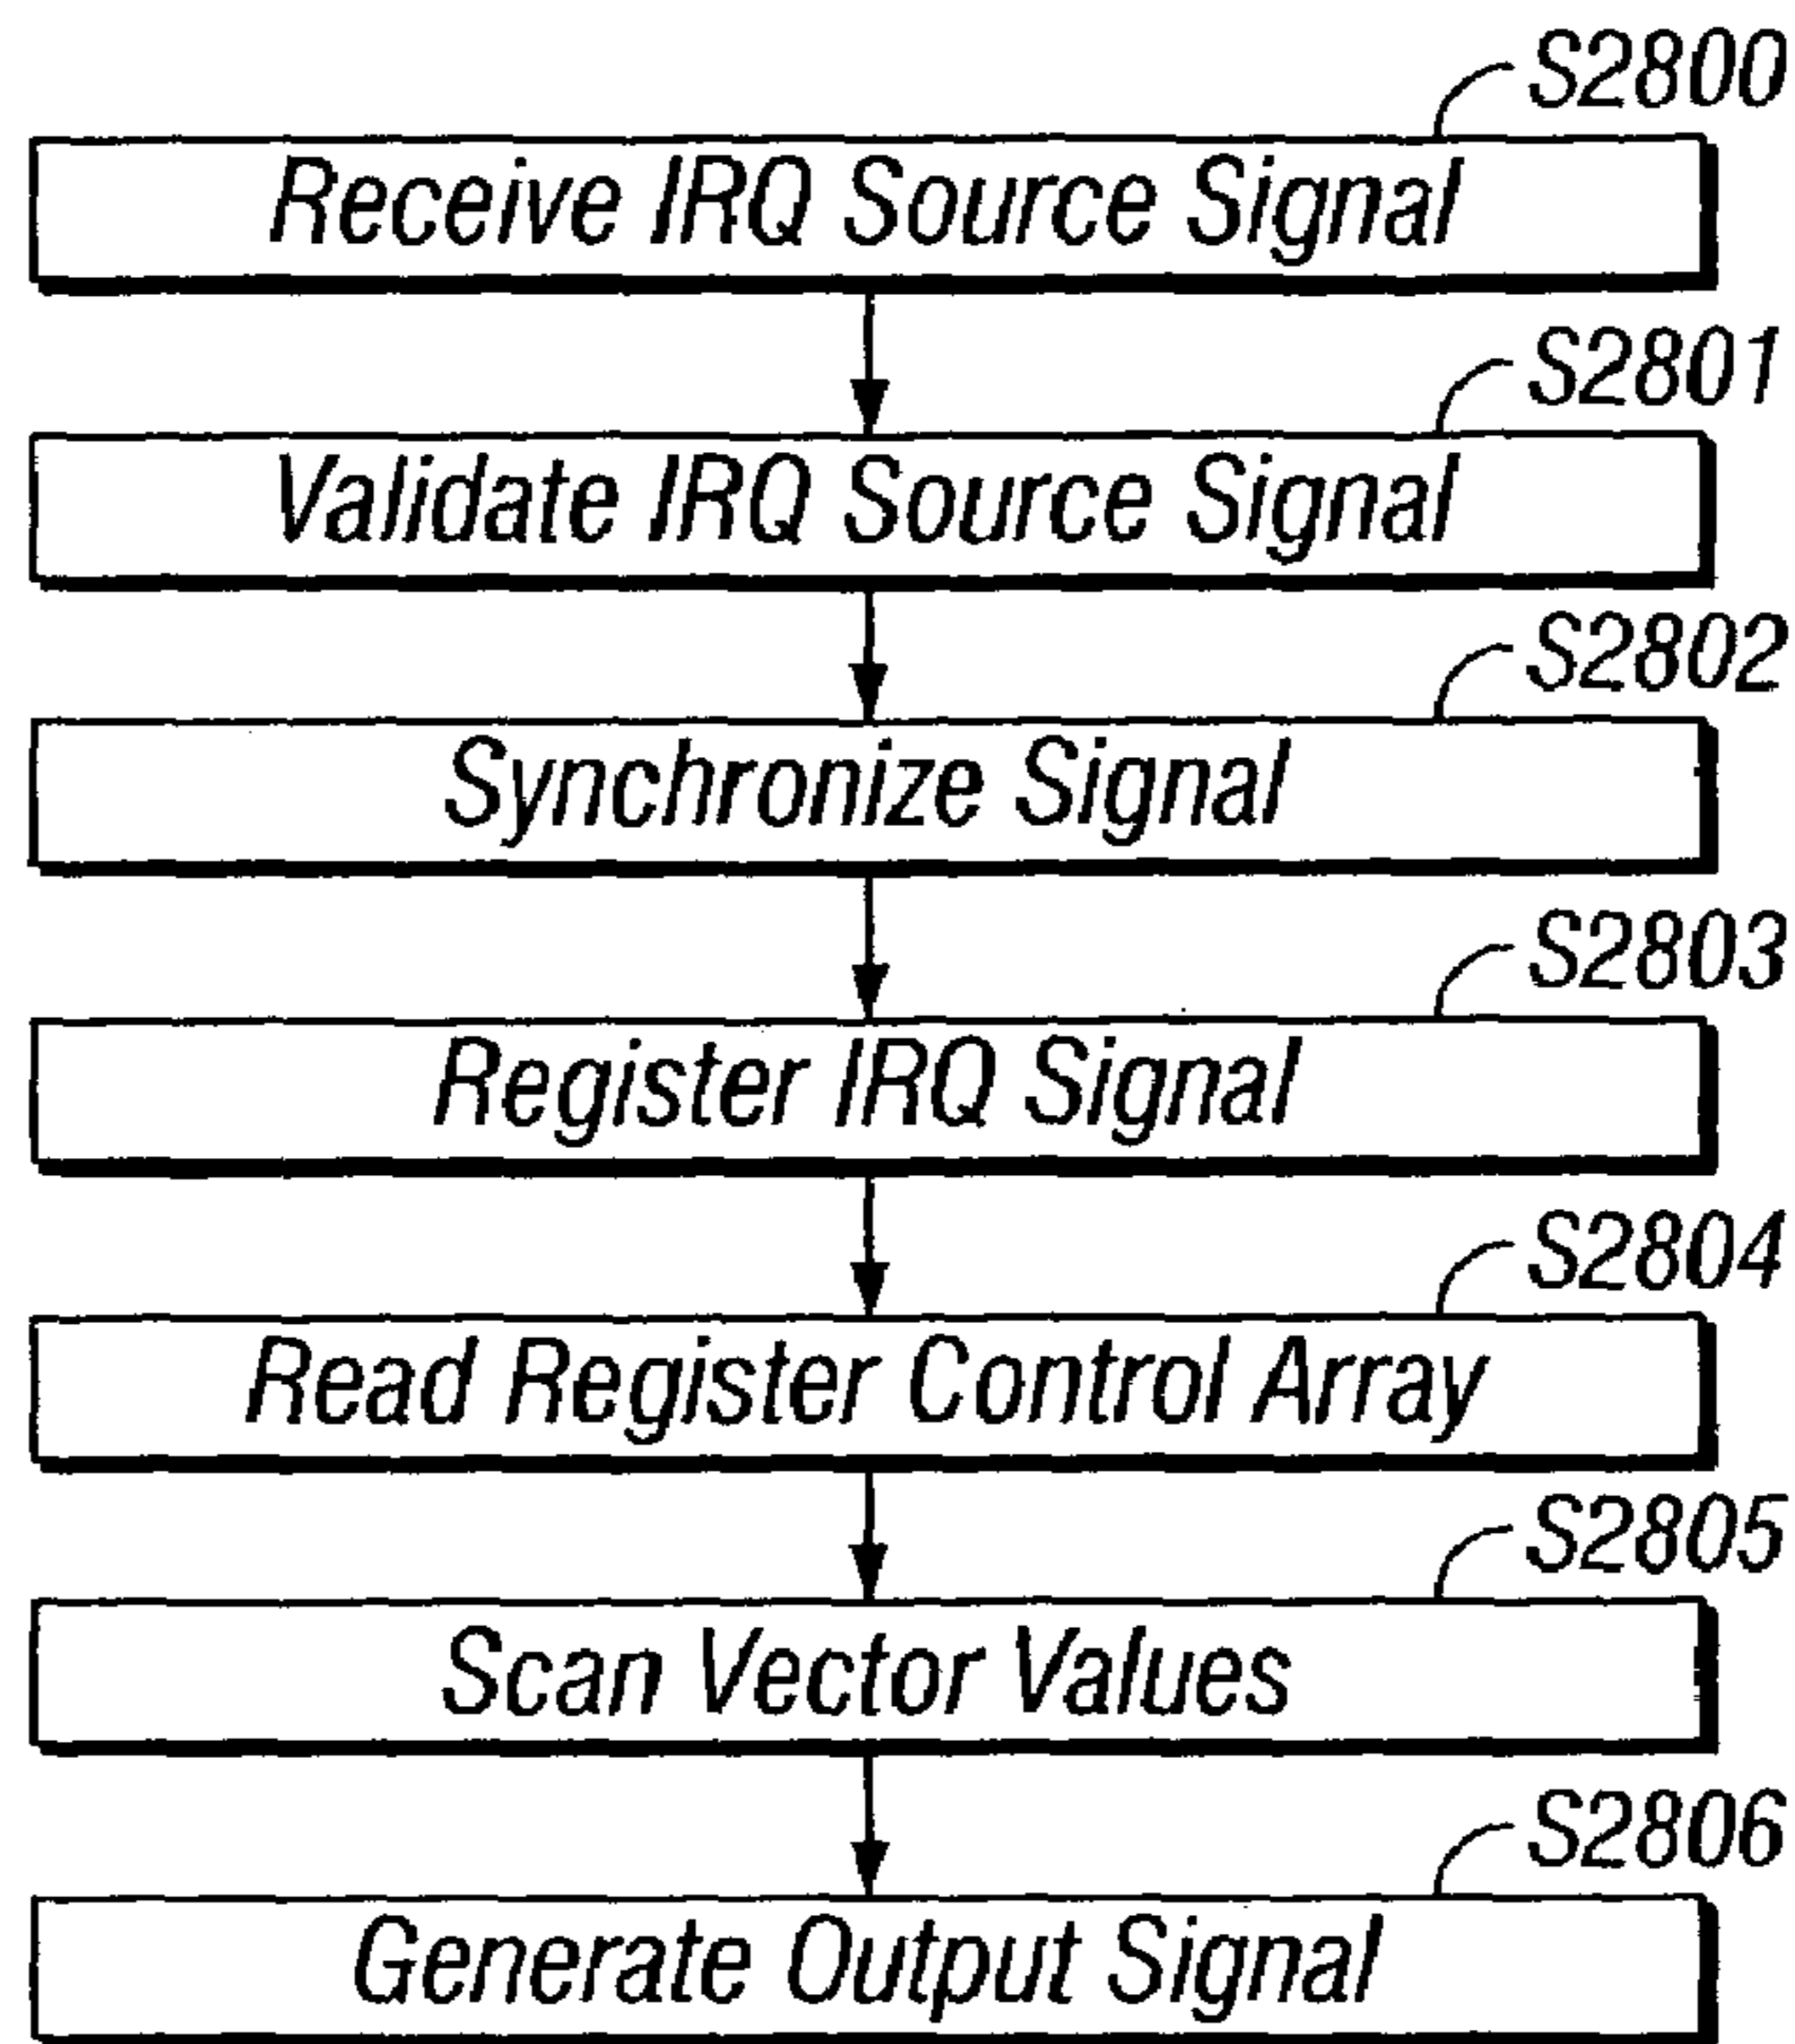 S2800
Receive IRQ Source Signal
S2801
Validate IRQ Source Signal
S2802
Synchronize Signal
S2803
Register IRQ Signal
S2804
Read Register Control Array
S2805
Scan Vector Values
S2806
Generate Output Signal